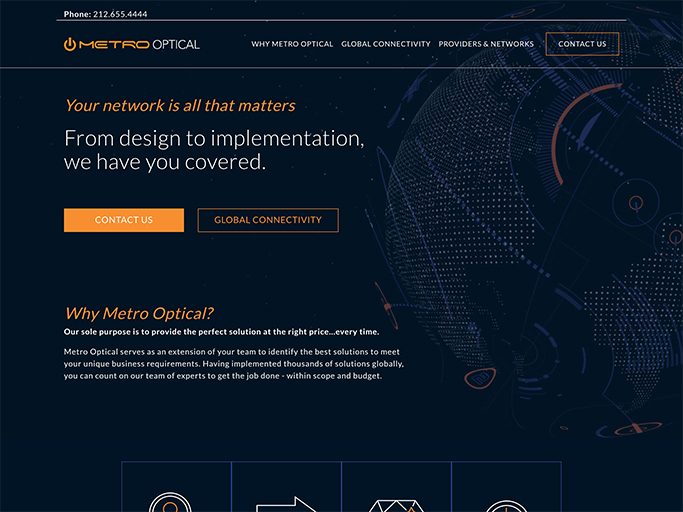 Phone: 212.655.4444
METRO OPTICAL
WHY METRO OPTICAL
GLOBAL CONNECTIVITY
PROVIDERS & NETWORKS
CONTACT US
Your network is all that matters
From design to implementation,
we have you covered.
CONTACT US
GLOBAL CONNECTIVITY
Why Metro Optical?
Our sole purpose is to provide the perfect solution at the right price...every time.
Metro Optical serves as an extension of your team to identify the best solutions to meet
your unique business requirements. Having implemented thousands of solutions globally,
you can count on our team of experts to get the job done - within scope and budget.